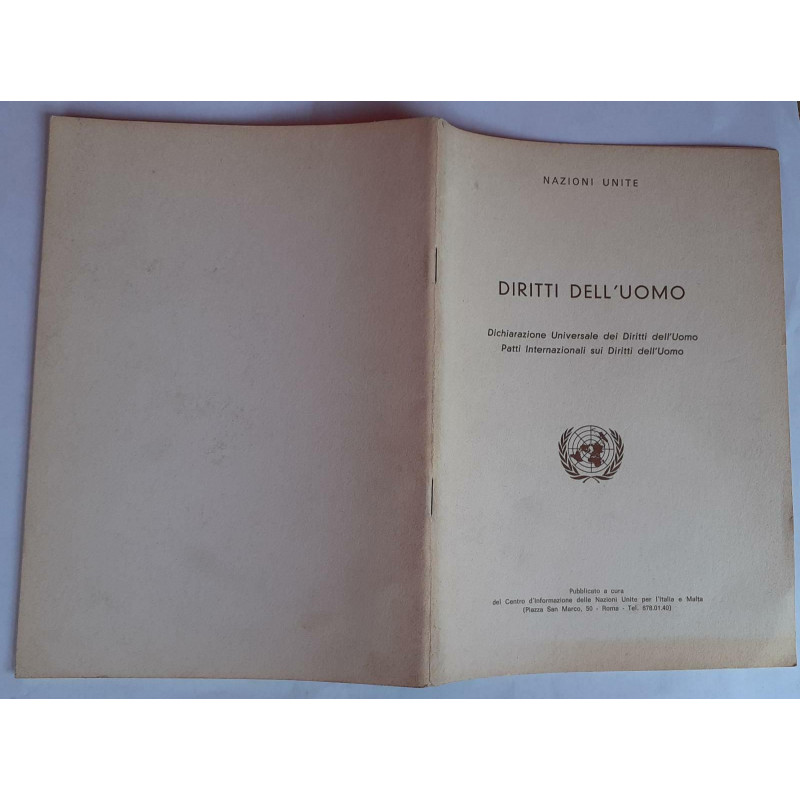 NAZIONI UNITE
DIRITTI DELL'UOMO
Dichiarazione Universale dei Diritti dell'Uomo
Patti Internazionali sui Diritti dell'Uomo
Pubblicato a cura
del Centro d'Informazione delle Nazioni Unite per l'Italia e Malta
(Piazza San Marco, 50 - Roma - Tel. 678.01.40)